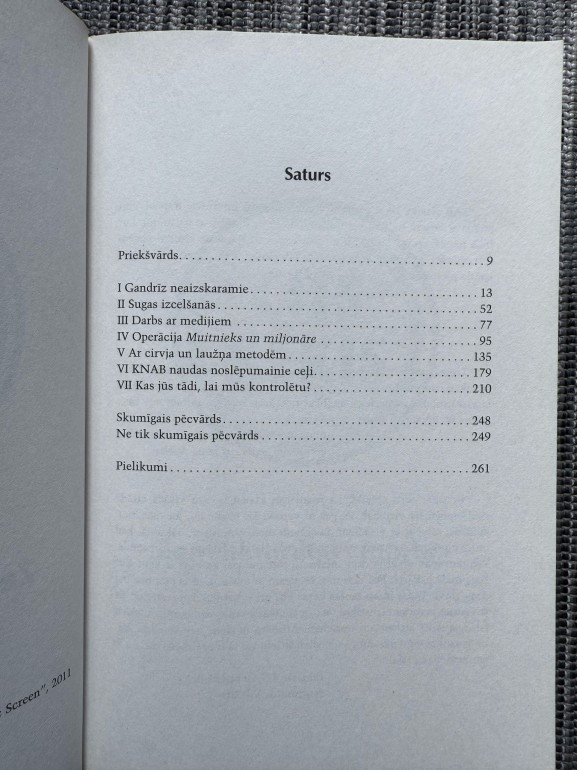 Saturs
Priekšvārds. . . . . . . . . . . . . . . . . . . . . . . . . . . . . . . . . . . . . . . . . . . . . . . 9
I Gandrīz neaizskaramie . . . . . . . . . . . . . . . . . . . . . . . . . . . . . . . . . . . 13
II Sugas izcelšanās . . . . . . . . . . . . . . . . . . . . . . . . . . . . . . . . . . . . . . . . 52
III Darbs ar medijiem . . . . . . . . . . . . . . . . . . . . . . . . . . . . . . . . . . . . . . 77
IV Operācija Muitnieks un miljonāre . . . . . . . . . . . . . . . . . . . . . . . . . 95
V Ar cirvja un laužņa metodēm . . . . . . . . . . . . . . . . . . . . . . . . . . . . 135
VI KNAB naudas noslēpumainie ceļi. . . . . . . . . . . . . . . . . . . . . . . . 179
VII Kas jūs tādi, lai mūs kontrolētu? . . . . . . . . . . . . . . . . . . . . . . . . 210
Skumīgais pēcvārds . . . . . . . . . . . . . . . . . . . . . . . . . . . . . . . . . . . . . . 248
Ne tik skumīgais pēcvārds . . . . . . . . . . . . . . . . . . . . . . . . . . . . . . . . 249
Pielikumi . . . . . . . . . . . . . . . . . . . . . . . . . . . . . . . . . . . . . . . . . . . . . . 261
Screen", 2011